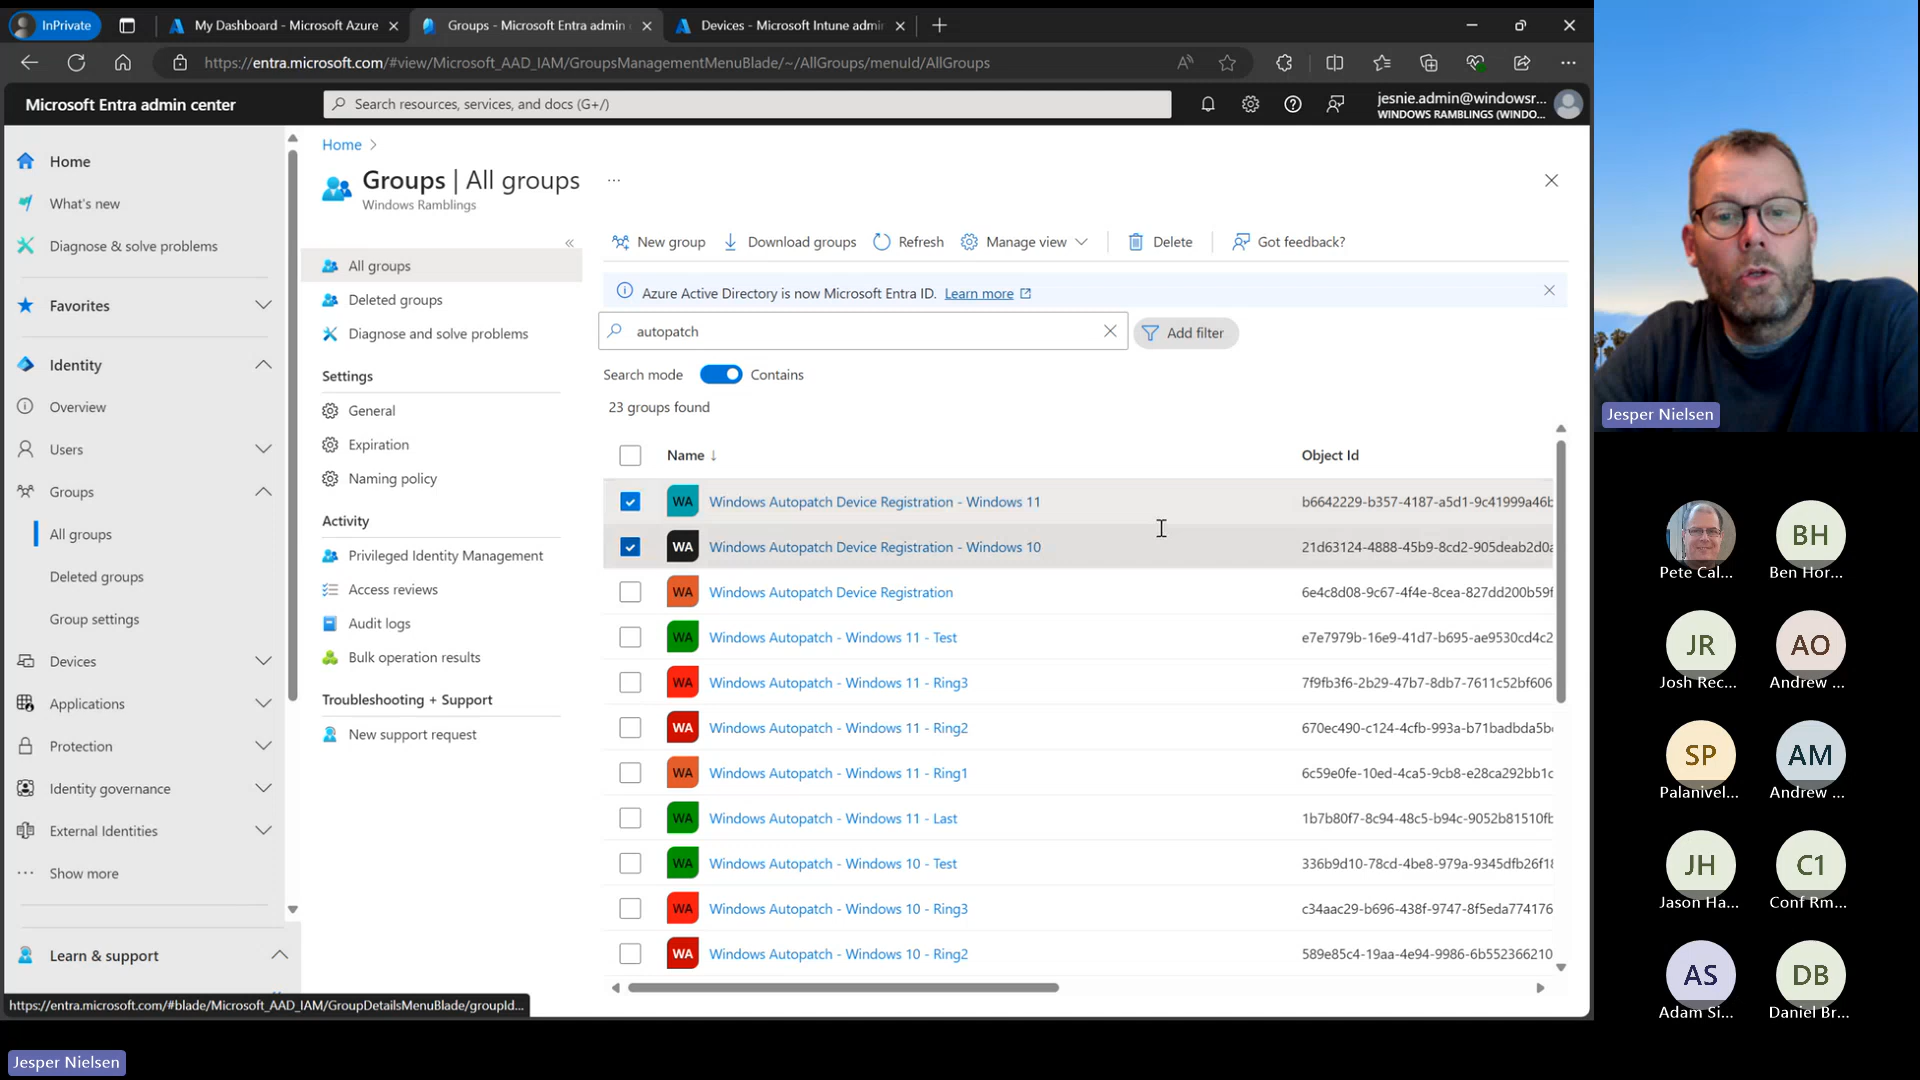 InPrivate
My Dashboard - Microsoft Azure
Groups - Microsoft Entra admin
Devices - Microsoft Intune admin
https://entra.microsoft.com/#view/Microsoft_AAD_IAM/GroupsManagementMenuBlade/~/AllGroups/menuId/AllGroups
Microsoft Entra admin center
Search resources, services, and docs (G+/)
jesnie.admin@windowsr...
WINDOWS RAMBLINGS (WINDO...
Home
What's new
Diagnose & solve problems
Favorites
Identity
Overview
Users
Groups
All groups
Deleted groups
Group settings
Devices
Applications
Protection
Identity governance
External Identities
Show more
Learn & support
https://entra.microsoft.com/#blade/Microsoft_AAD_IAM/GroupDetailsMenuBlade/groupId...
Home
Groups | All groups
Windows Ramblings
All groups
Deleted groups
Diagnose and solve problems
Settings
General
Expiration
Naming policy
Activity
Privileged Identity Management
Access reviews
Audit logs
Bulk operation results
Troubleshooting + Support
New support request
New group
Download groups
Refresh
Manage view
Delete
Got feedback?
Azure Active Directory is now Microsoft Entra ID. Learn more
autopatch
Add filter
Search mode Contains
23 groups found
Name ↓ Object Id
WA Windows Autopatch Device Registration - Windows 11 b6642229-b357-4187-a5d1-9c41999a46b
WA Windows Autopatch Device Registration - Windows 10 21d63124-4888-45b9-8cd2-905deab2d0a
WA Windows Autopatch Device Registration 6e4c8d08-9c67-4f4e-8cea-827dd200b59f
WA Windows Autopatch - Windows 11 - Test e7e7979b-16e9-41d7-b695-ae9530cd4c2
WA Windows Autopatch - Windows 11 - Ring3 7f9fb3f6-2b29-47b7-8db7-7611c52bf606
WA Windows Autopatch - Windows 11 - Ring2 670ec490-c124-4cfb-993a-b71badbda5b
WA Windows Autopatch - Windows 11 - Ring1 6c59e0fe-10ed-4ca5-9cb8-e28ca292bb1c
WA Windows Autopatch - Windows 11 - Last 1b7b80f7-8c94-48c5-b94c-9052b81510fb
WA Windows Autopatch - Windows 10 - Test 336b9d10-78cd-4be8-979a-9345dfb26f18
WA Windows Autopatch - Windows 10 - Ring3 c34aac29-b696-438f-9747-8f5eda774176
WA Windows Autopatch - Windows 10 - Ring2 589e85c4-19aa-4e94-9986-6b552366210
Jesper Nielsen
Pete Cal...
BH
Ben Hor...
JR
Josh Rec...
AO
Andrew ...
SP
Palanivel...
AM
Andrew ...
JH
Jason Ha...
C1
Conf Rm...
AS
Adam Si...
DB
Daniel Br...
Jesper Nielsen